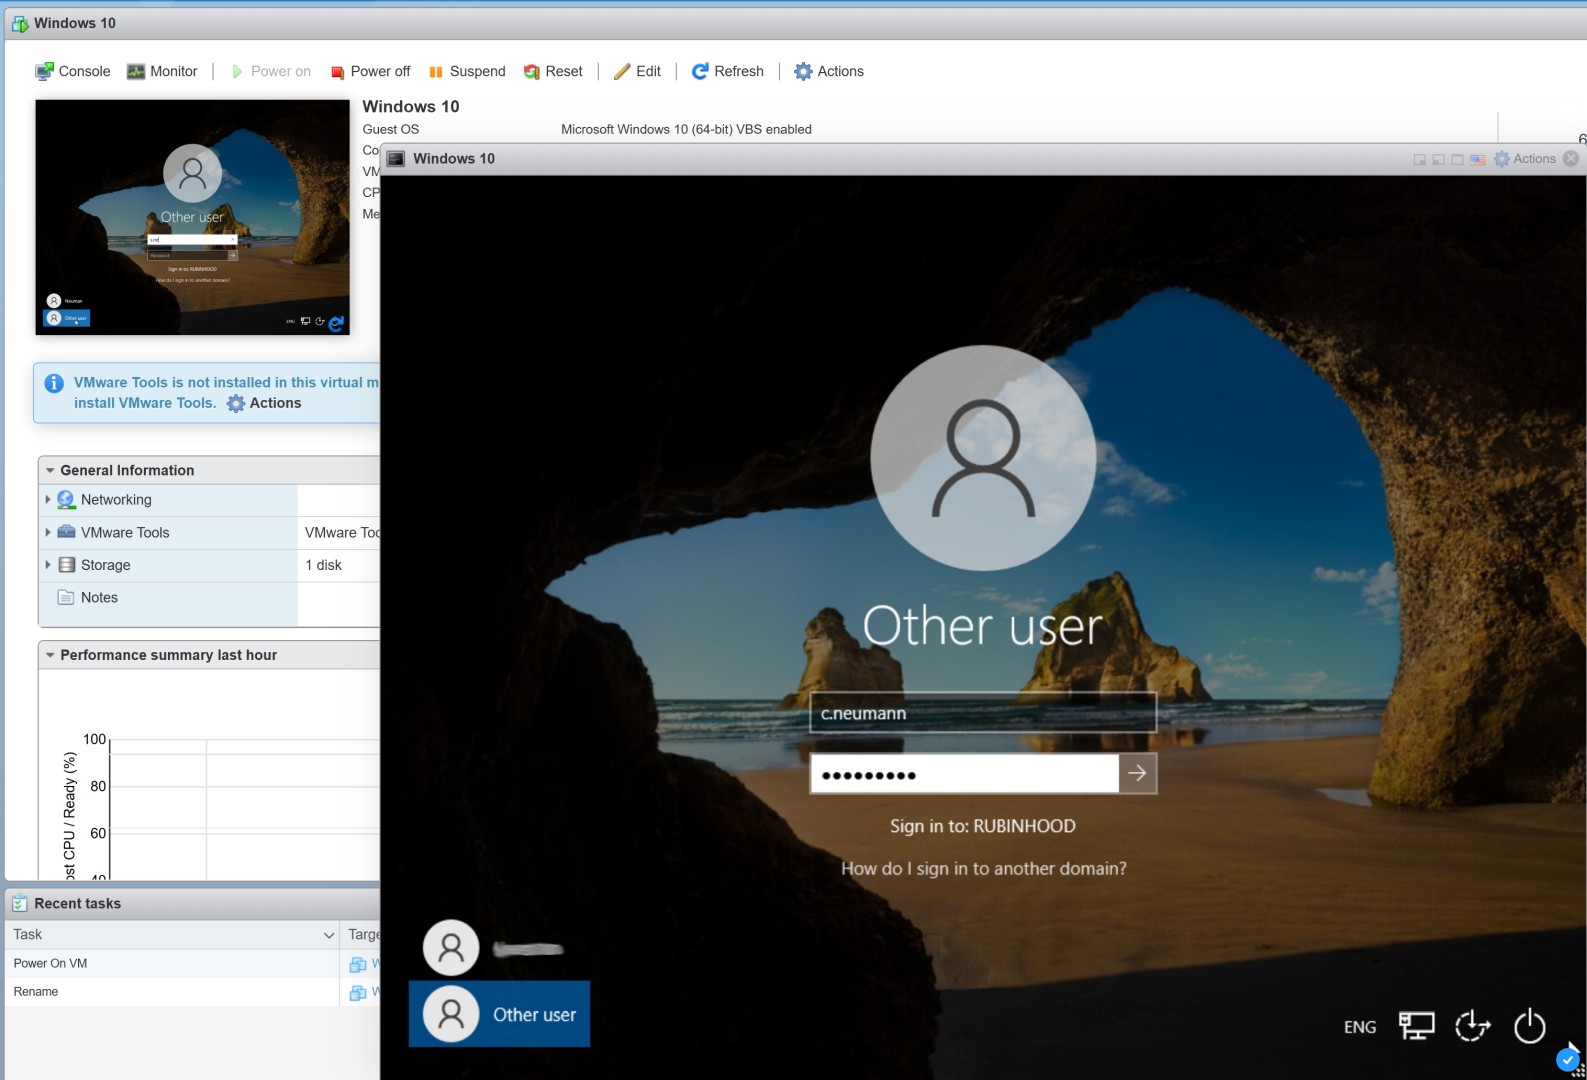 Windows 10
Console Monitor Power on Power off Suspend Reset Edit Refresh Actions
Windows 10
Guest OS Microsoft Windows 10 (64-bit) VBS enabled
Co
VM
CP
Me
6
Other user
Password
Sign in to: RUBINHOOD
How do I sign in to another domain?
Neuman
Other user
ENG
VMware Tools is not installed in this virtual m
install VMware Tools. Actions
General Information
Networking
VMware Tools VMware Too
Storage 1 disk
Notes
Performance summary last hour
100
80
60
40
ost CPU / Ready (%)
Recent tasks
Task Targe
Power On VM W
Rename W
Windows 10 Actions
Other user
c.neumann
Sign in to: RUBINHOOD
How do I sign in to another domain?
Other user
ENG